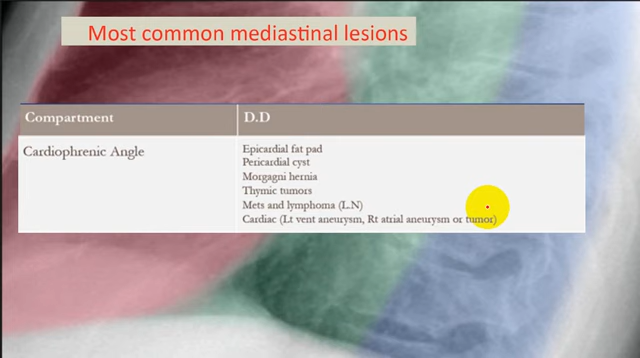 Most common mediastinal lesions
Compartment
D.D
Cardiophrenic Angle
Epicardial fat pad
Pericardial cyst
Morgagni hernia
Thymic tumors
Mets and lymphoma (L.N)
Cardiac (Lt vent aneurysm, Rt atrial aneurysm or tumor)